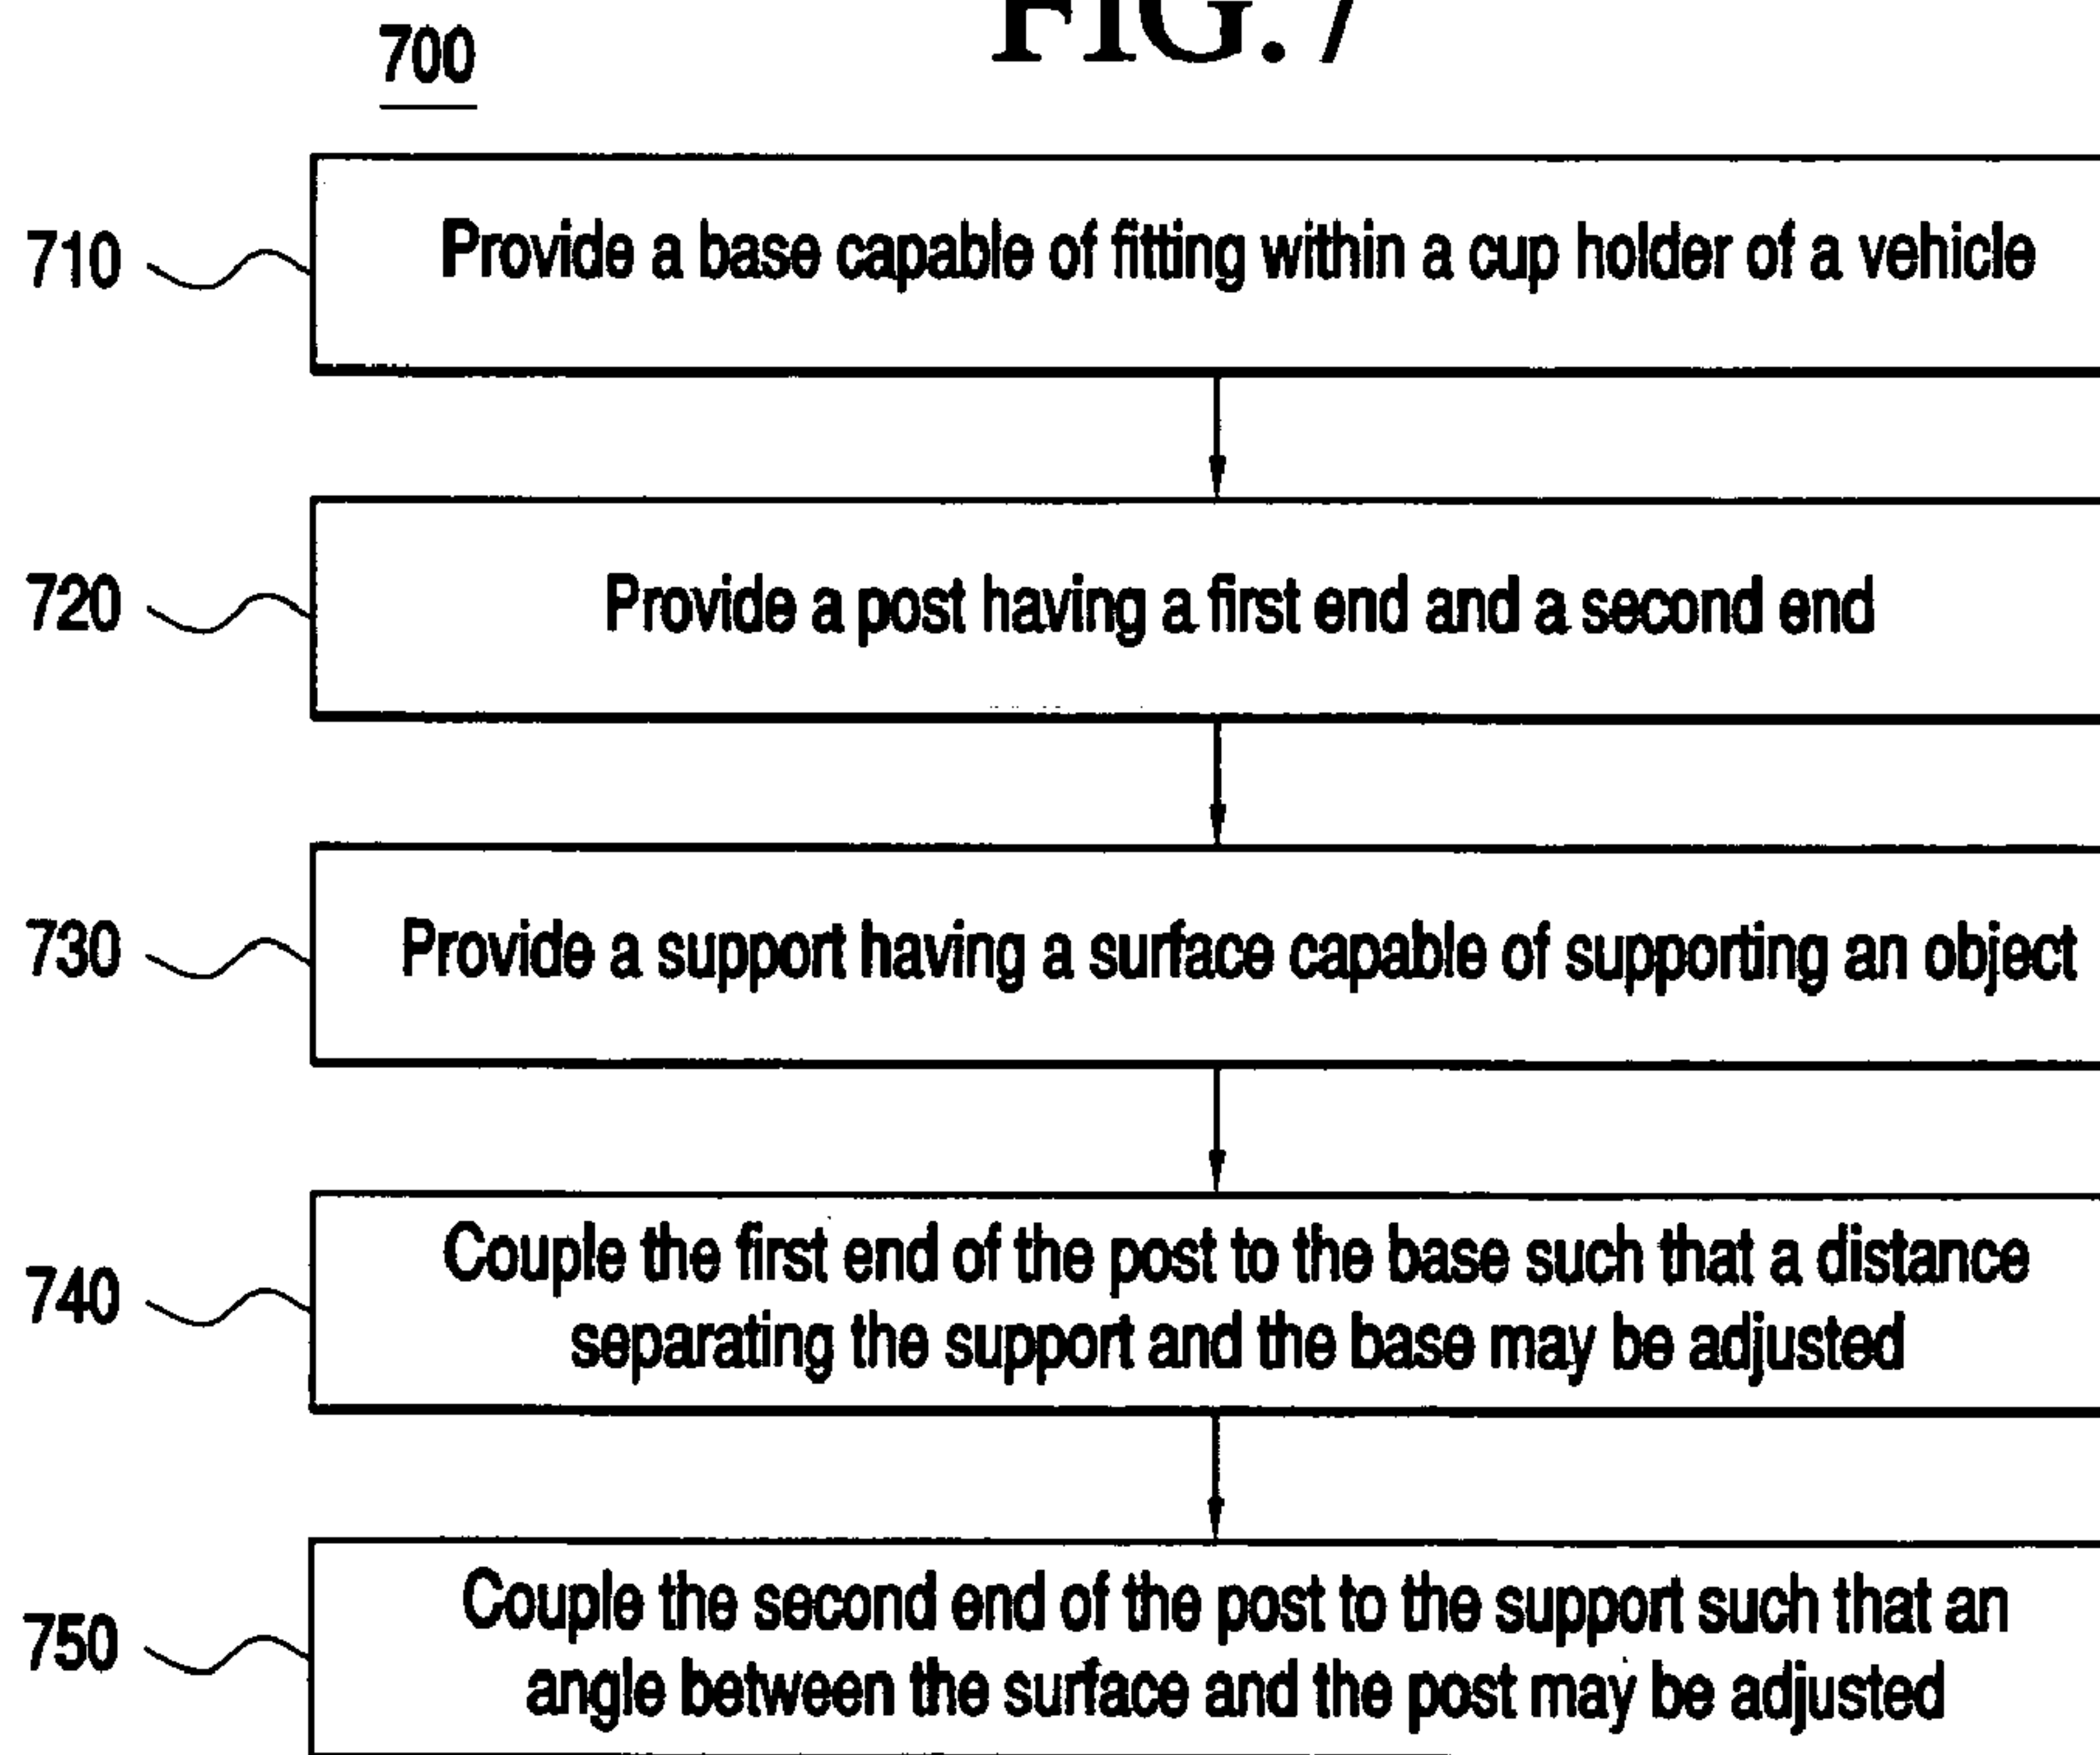 FIG. 7
700
710
Provide a base capable of fitting within a cup holder of a vehicle
720
Provide a post having a first end and a second end
730
Provide a support having a surface capable of supporting an object
740
Couple the first end of the post to the base such that a distance
separating the support and the base may be adjusted
750
Couple the second end of the post to the support such that an
angle between the surface and the post may be adjusted